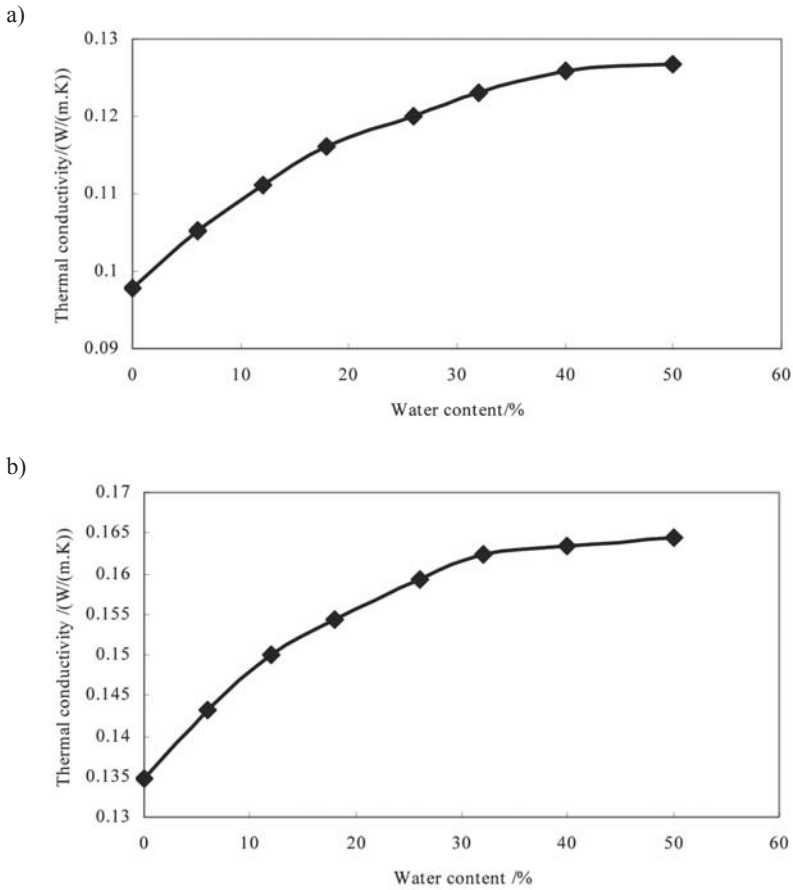 a)
Thermal conductivity/(W/(m.K))
0.13
0.12
0.11
0.1
0.09
0 10 20 30 40 50 60
Water content/%
b)
Thermal conductivity /(W/(m.K))
0.17
0.165
0.16
0.155
0.15
0.145
0.14
0.135
0.13
0 10 20 30 40 50 60
Water content /%